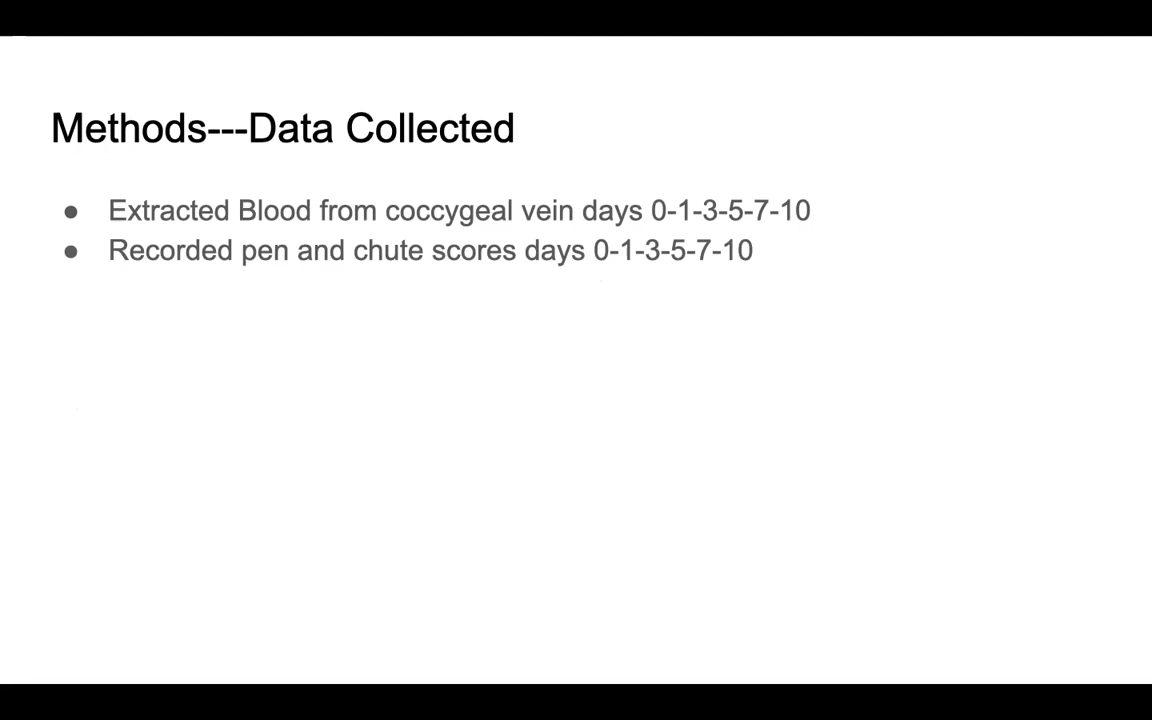 Methods---Data Collected
● Extracted Blood from coccygeal vein days 0-1-3-5-7-10
● Recorded pen and chute scores days 0-1-3-5-7-10